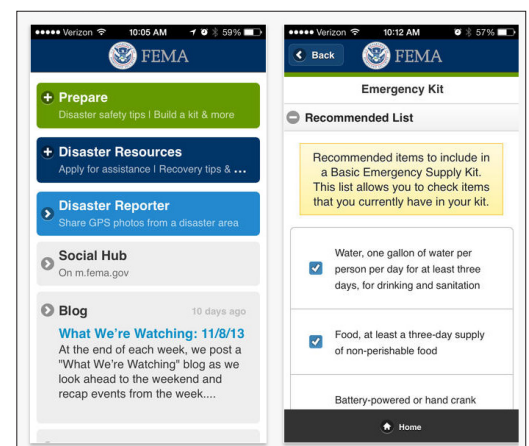 Verizon 10:05 AM 59%
FEMA
Prepare
Disaster safety tips | Build a kit & more
Disaster Resources
Apply for assistance | Recovery tips & ...
Disaster Reporter
Share GPS photos from a disaster area
Social Hub
On m.fema.gov
Blog 10 days ago
What We're Watching: 11/8/13
At the end of each week, we post a
"What We're Watching" blog as we
look ahead to the weekend and
recap events from the week....
Verizon 10:12 AM 57%
Back FEMA
Emergency Kit
Recommended List
Recommended items to include in
a Basic Emergency Supply Kit.
This list allows you to check items
that you currently have in your kit.
Water, one gallon of water per
person per day for at least three
days, for drinking and sanitation
Food, at least a three-day supply
of non-perishable food
Battery-powered or hand crank
Home